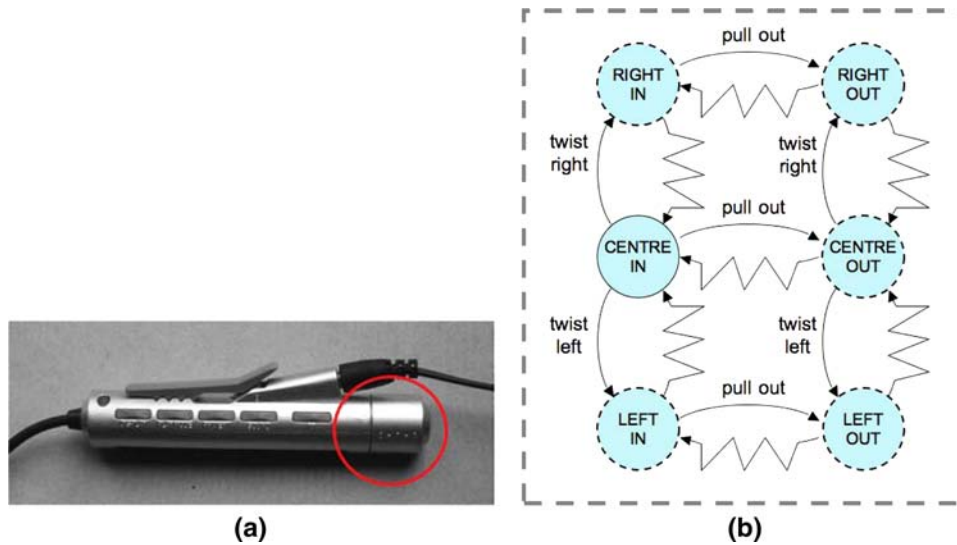 pull out
RIGHT
IN
RIGHT
OUT
twist
right
twist
right
pull out
CENTRE
IN
CENTRE
OUT
twist
left
twist
left
pull out
LEFT
IN
LEFT
OUT
(a)
(b)